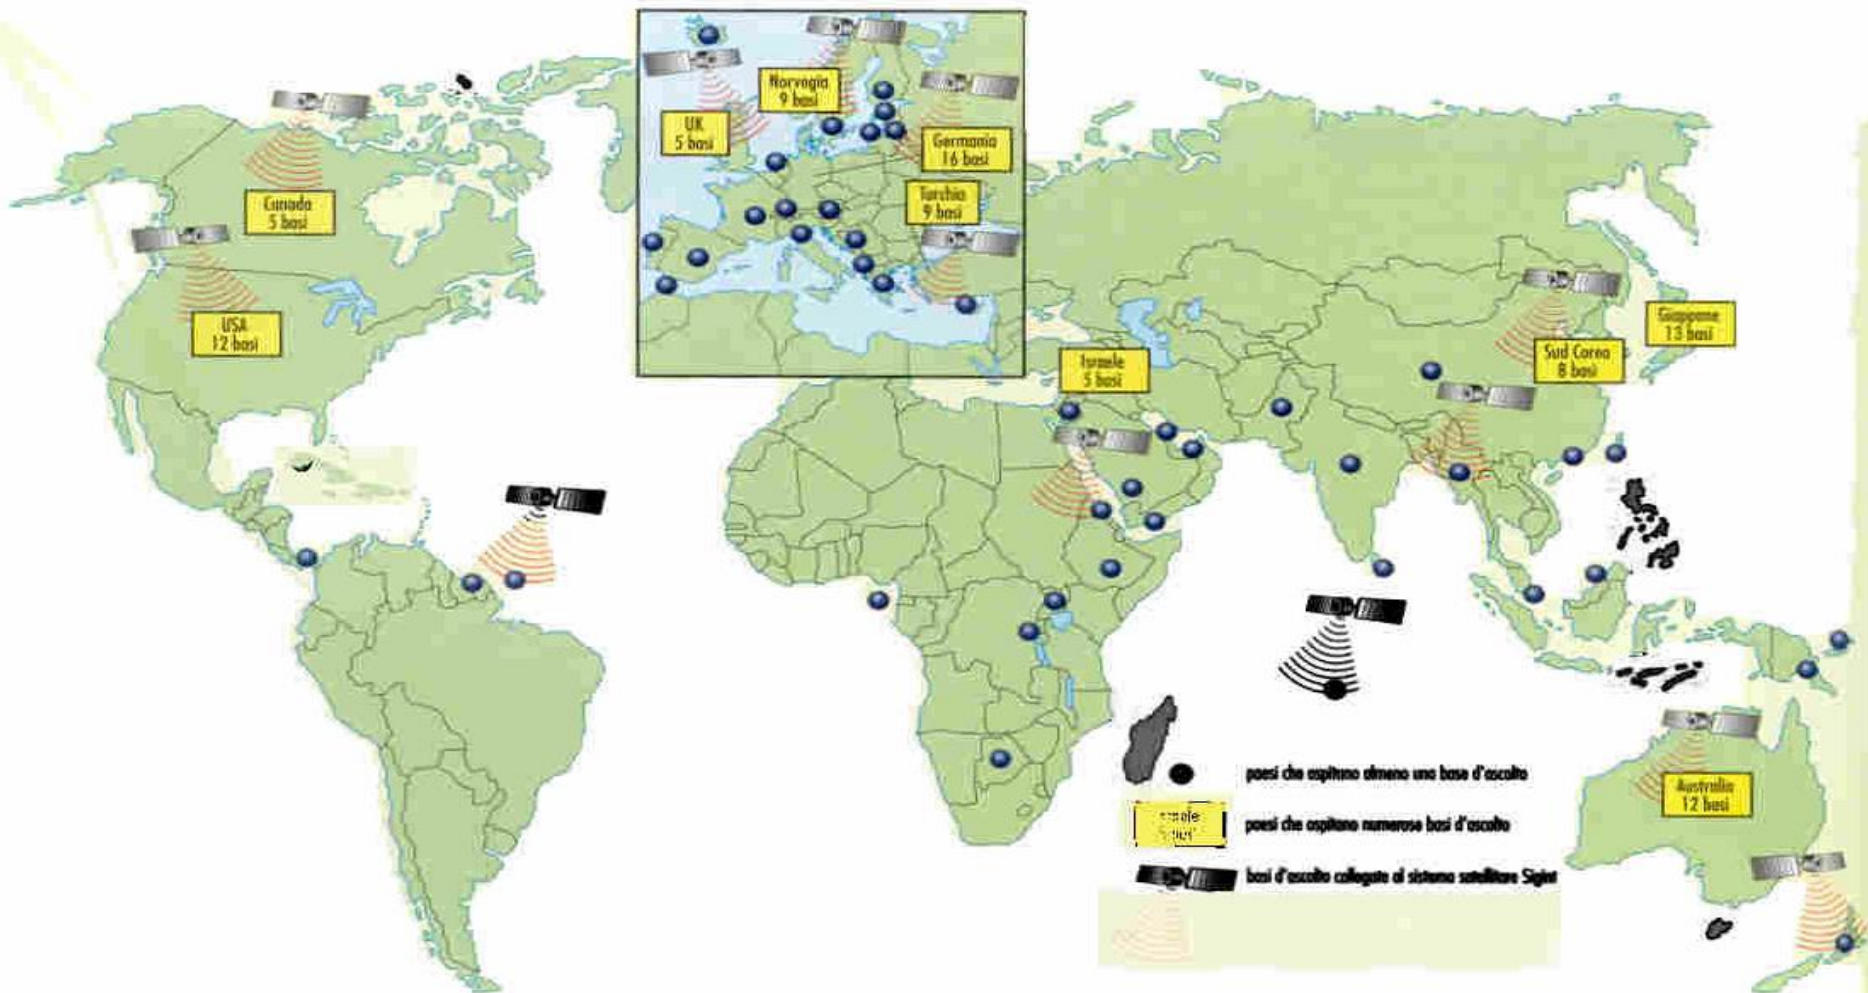 Norvegia
9 basi
UK
5 basi
Germania
16 basi
Turchia
9 basi
Canada
5 basi
USA
12 basi
Israele
5 basi
Giappone
13 basi
Sud Corea
8 basi
Australia
12 basi
paesi che ospitano almeno una base d'ascolto
paesi che ospitano numerose basi d'ascolto
basi d'ascolto collegate al sistema satellitare Sigint